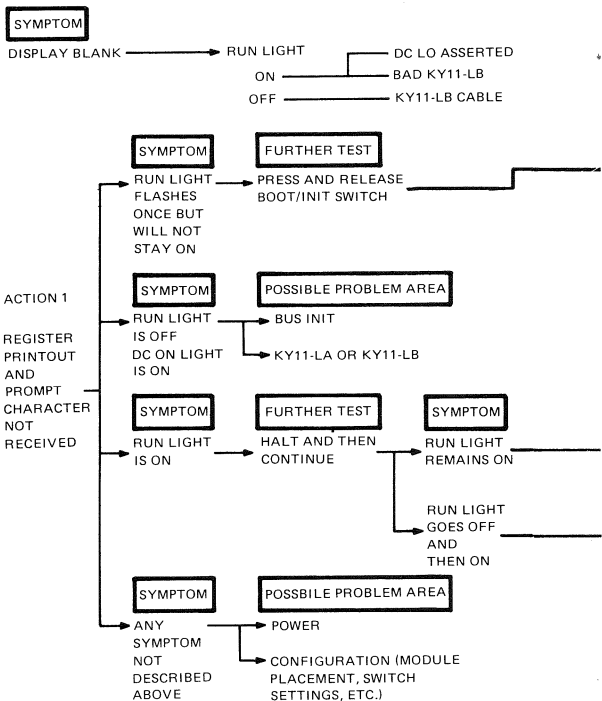 SYMPTOM
DISPLAY BLANK
RUN LIGHT
DC LO ASSERTED
ON
BAD KY11-LB
OFF
KY11-LB CABLE
SYMPTOM
FURTHER TEST
RUN LIGHT
FLASHES
ONCE BUT
WILL NOT
STAY ON
PRESS AND RELEASE
BOOT/INIT SWITCH
ACTION 1
REGISTER
PRINTOUT
AND
PROMPT
CHARACTER
NOT
RECEIVED
SYMPTOM
POSSIBLE PROBLEM AREA
RUN LIGHT
IS OFF
DC ON LIGHT
IS ON
BUS INIT
KY11-LA OR KY11-LB
SYMPTOM
FURTHER TEST
SYMPTOM
RUN LIGHT
IS ON
HALT AND THEN
CONTINUE
RUN LIGHT
REMAINS ON
RUN LIGHT
GOES OFF
AND
THEN ON
SYMPTOM
POSSBILE PROBLEM AREA
ANY
SYMPTOM
NOT
DESCRIBED
ABOVE
POWER
CONFIGURATION (MODULE
PLACEMENT, SWITCH
SETTINGS, ETC.)